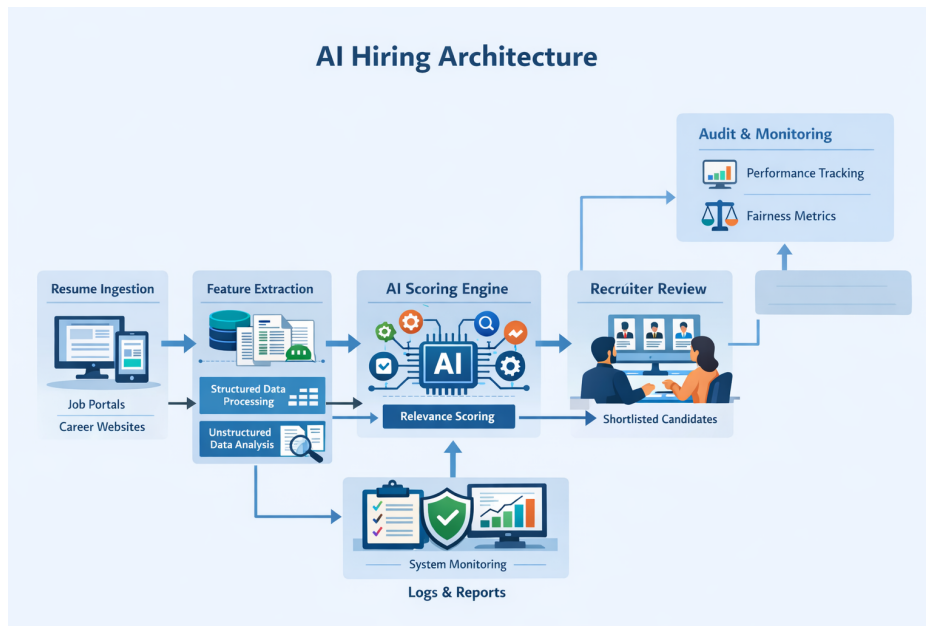 AI Hiring Architecture
Audit & Monitoring
Performance Tracking
Fairness Metrics
Resume Ingestion
Job Portals
Career Websites
Feature Extraction
Structured Data
Processing
Unstructured
Data Analysis
AI Scoring Engine
AI
Relevance Scoring
Recruiter Review
Shortlisted Candidates
System Monitoring
Logs & Reports